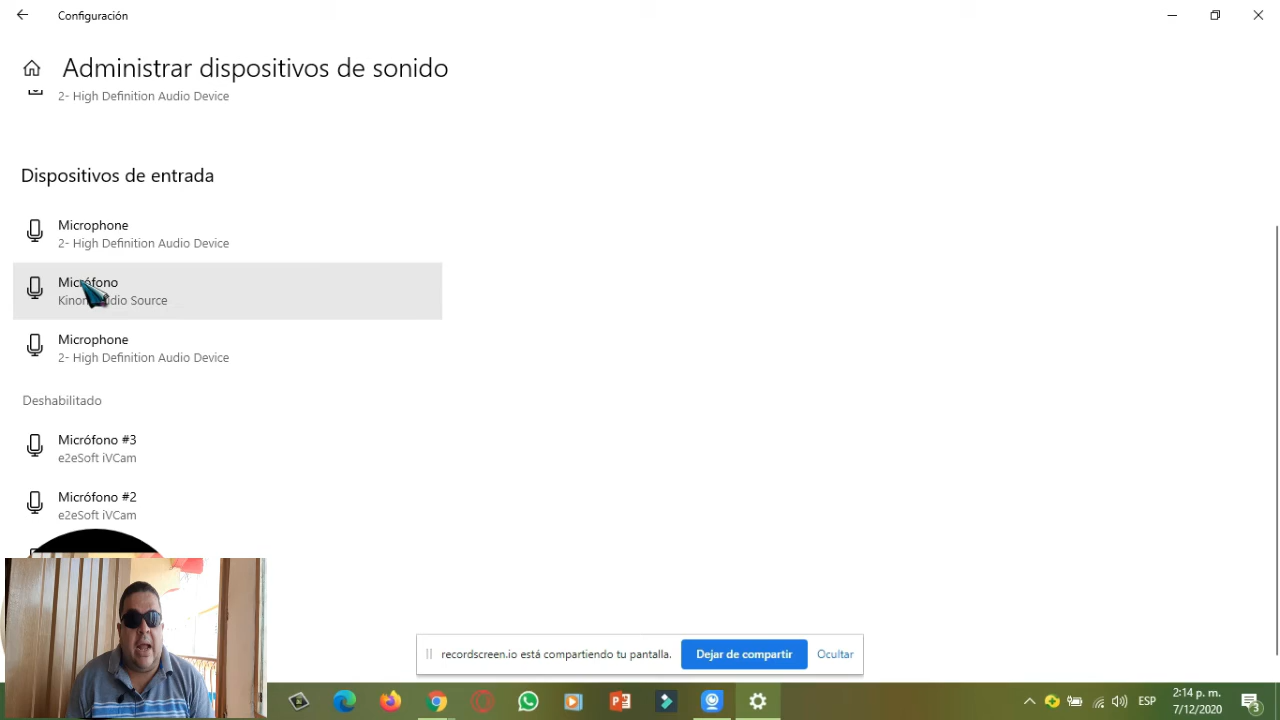 Configuración
Administrar dispositivos de sonido
2- High Definition Audio Device
Dispositivos de entrada
Microphone
2- High Definition Audio Device
Micrófono
Audio Source
Microphone
2- High Definition Audio Device
Deshabilitado
Micrófono #3
e2eSoft iVCam
Micrófono #2
e2eSoft iVCam
recordscreen.io está compartiendo tu pantalla.
Dejar de compartir
Ocultar
ESP
2:14 p. m.
7/12/2020
3